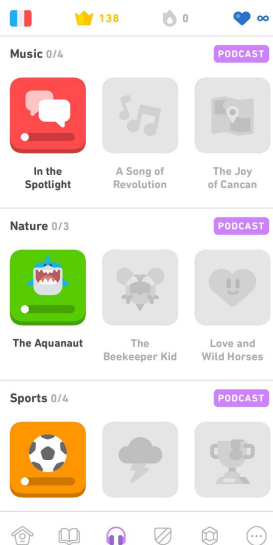 138
0
∞
Music 0/4
PODCAST
In the
Spotlight
A Song of
Revolution
The Joy
of Cancan
Nature 0/3
PODCAST
The Aquanaut
The
Beekeeper Kid
Love and
Wild Horses
Sports 0/4
PODCAST